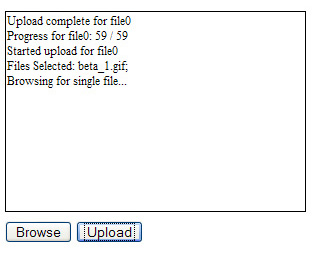 Upload complete for file0
Progress for file0: 59 / 59
Started upload for file0
Files Selected: beta_1.gif;
Browsing for single file...
Browse Upload